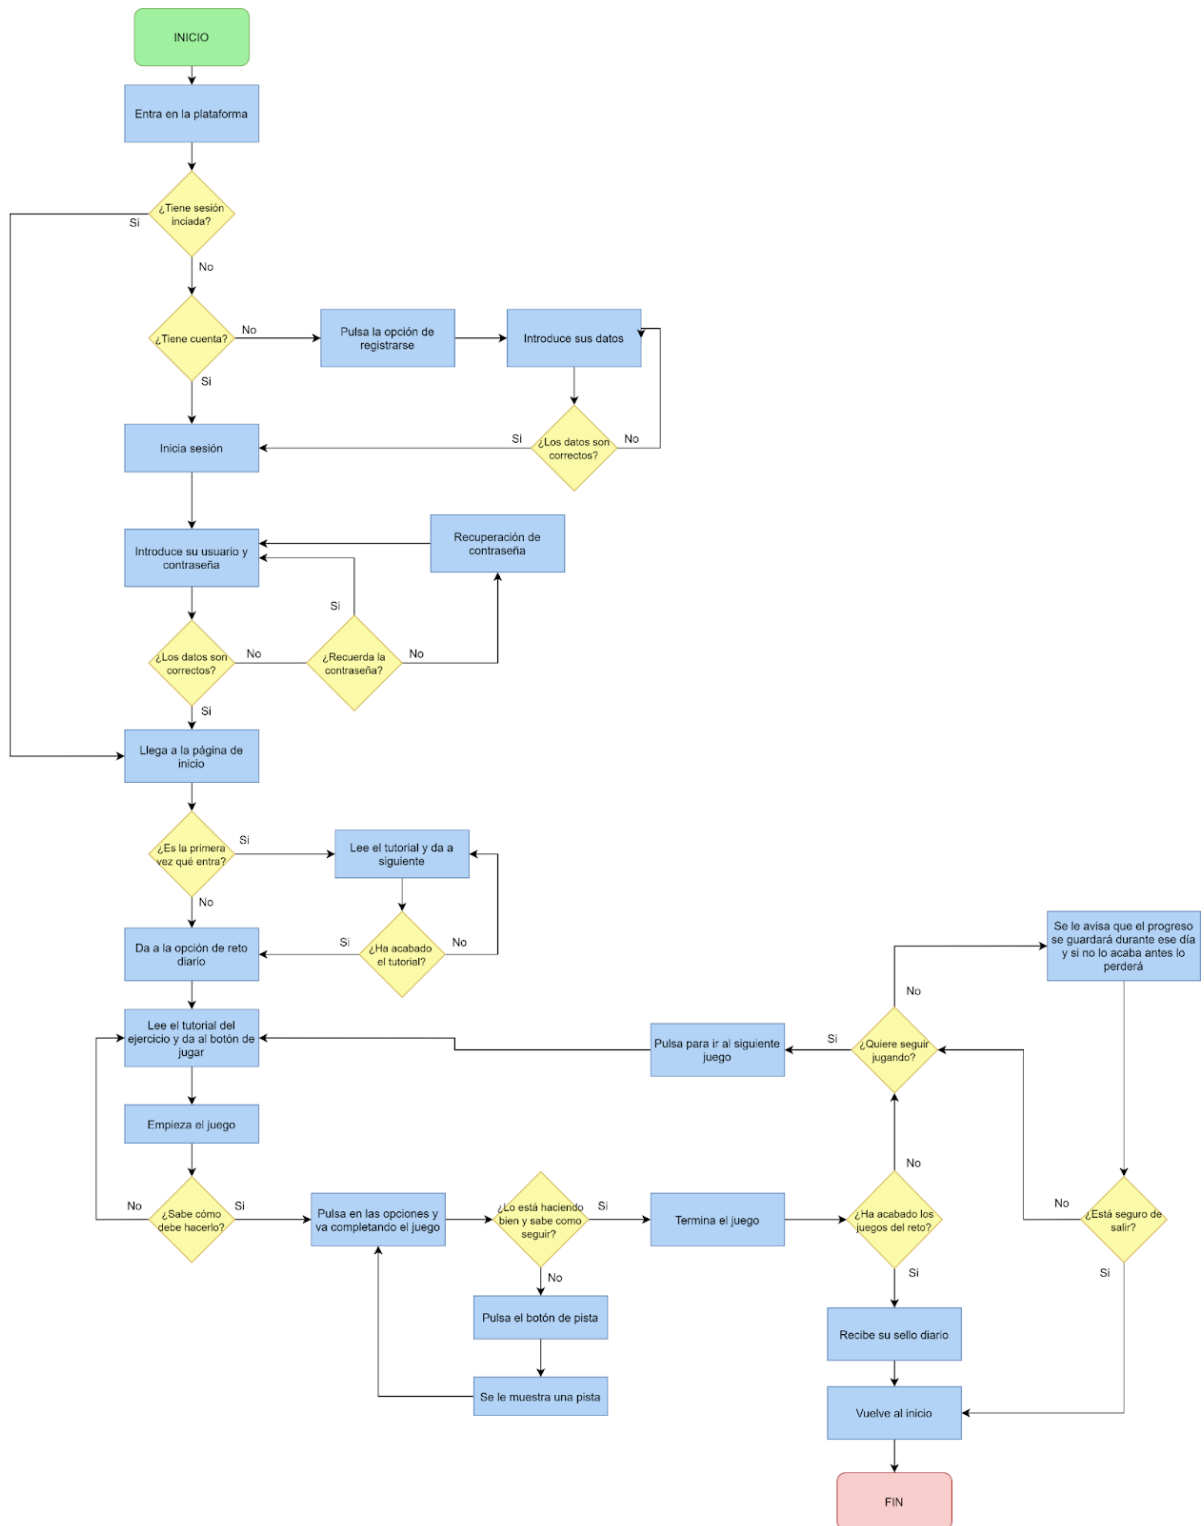 INICIO
Entra en la plataforma
¿Tiene sesión
inciada?
Si
No
¿Tiene cuenta?
No
Pulsa la opción de
registrarse
Introduce sus datos
Si
¿Los datos son
correctos?
Si
No
Inicia sesión
Introduce su usuario y
contraseña
Recuperación de
contraseña
Si
¿Los datos son
correctos?
No
¿Recuerda la
contraseña?
No
Si
Llega a la página de
inicio
¿Es la primera
vez qué entra?
Si
Lee el tutorial y da a
siguiente
No
Da a la opción de reto
diario
Si
¿Ha acabado
el tutorial?
No
Se le avisa que el progreso
se guardará durante ese día
y si no lo acaba antes lo
perderá
No
Lee el tutorial del
ejercicio y da al botón de
jugar
Pulsa para ir al siguiente
juego
Si
¿Quiere seguir
jugando?
Empieza el juego
No
No
¿Sabe cómo
debe hacerlo?
Si
Pulsa en las opciones y
va completando el juego
¿Lo está haciendo
bien y sabe como
seguir?
Si
Termina el juego
¿Ha acabado los
juegos del reto?
No
¿Está seguro de
salir?
No
Si
Si
Pulsa el botón de pista
Recibe su sello diario
Se le muestra una pista
Vuelve al inicio
FIN